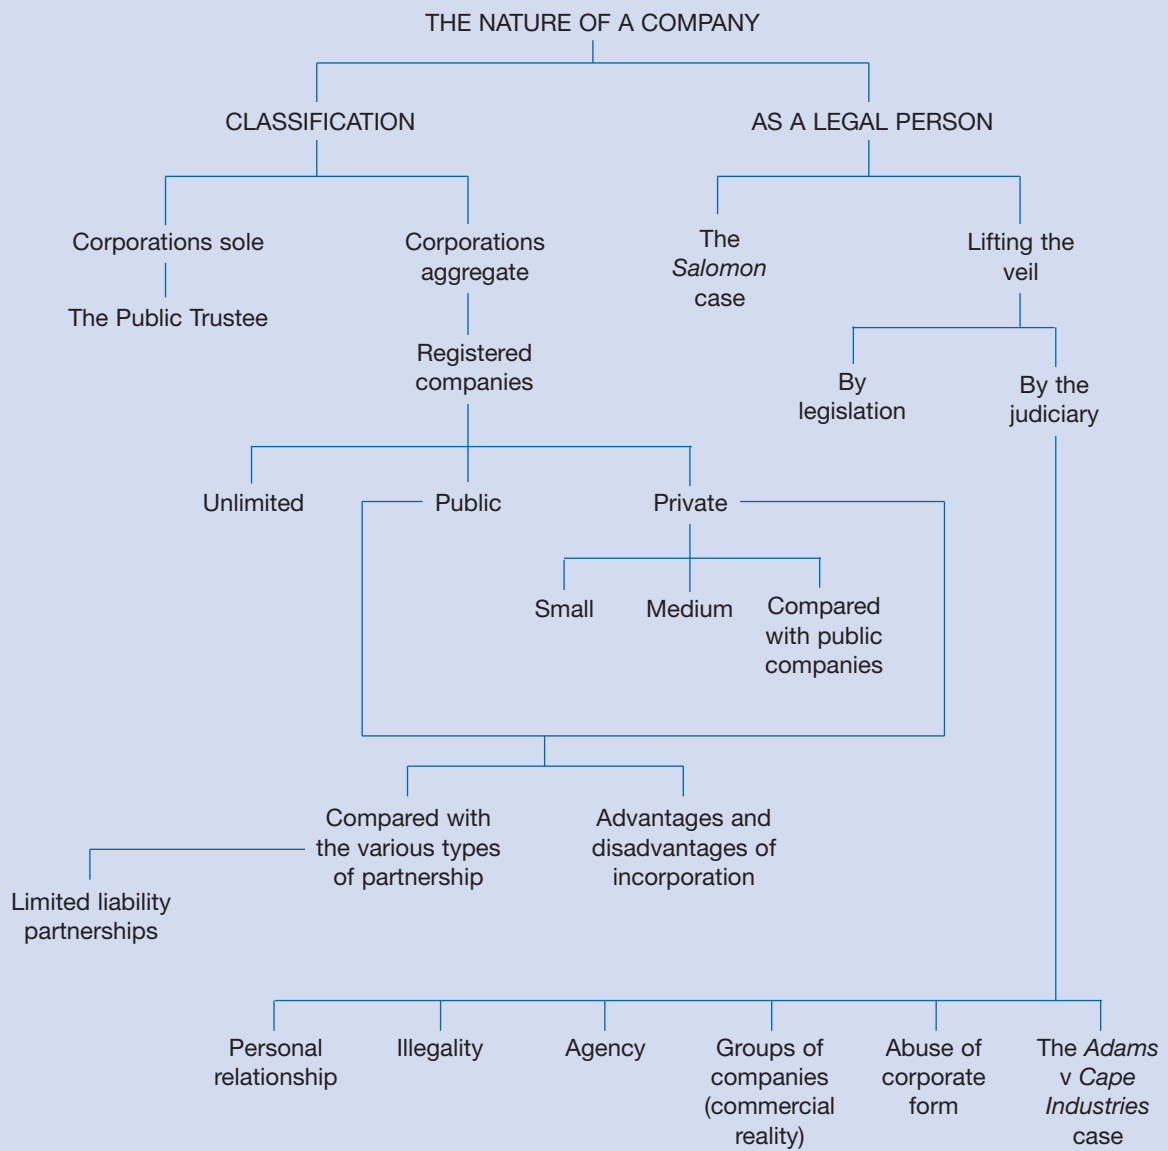 THE NATURE OF A COMPANY
CLASSIFICATION
AS A LEGAL PERSON
Corporations sole
Corporations
aggregate
The
Salomon
case
Lifting the
veil
The Public Trustee
Registered
companies
By
legislation
By the
judiciary
Unlimited
Public
Private
Small
Medium
Compared
with public
companies
Compared with
the various types
of partnership
Advantages and
disadvantages of
incorporation
Limited liability
partnerships
Personal
relationship
Illegality
Agency
Groups of
companies
(commercial
reality)
Abuse of
corporate
form
The Adams
v Cape
Industries
case